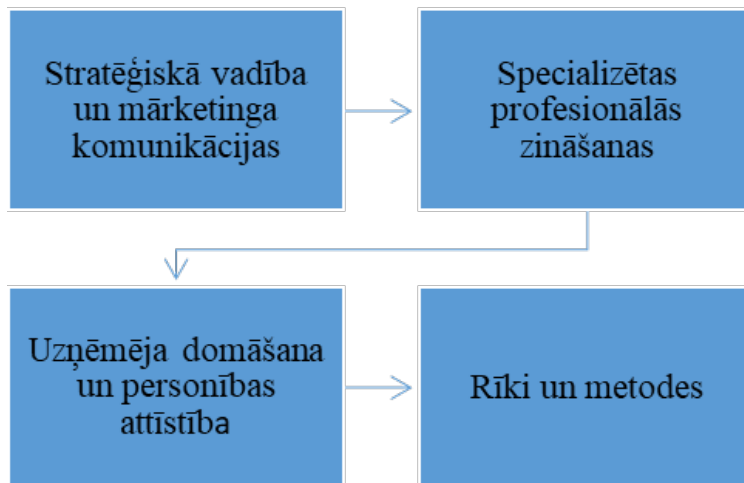 Stratēģiskā vadība
un mārketinga
komunikācijas
Specializētas
profesionālās
zināšanas
Uzņēmēja domāšana
un personības
attīstība
Rīki un metodes